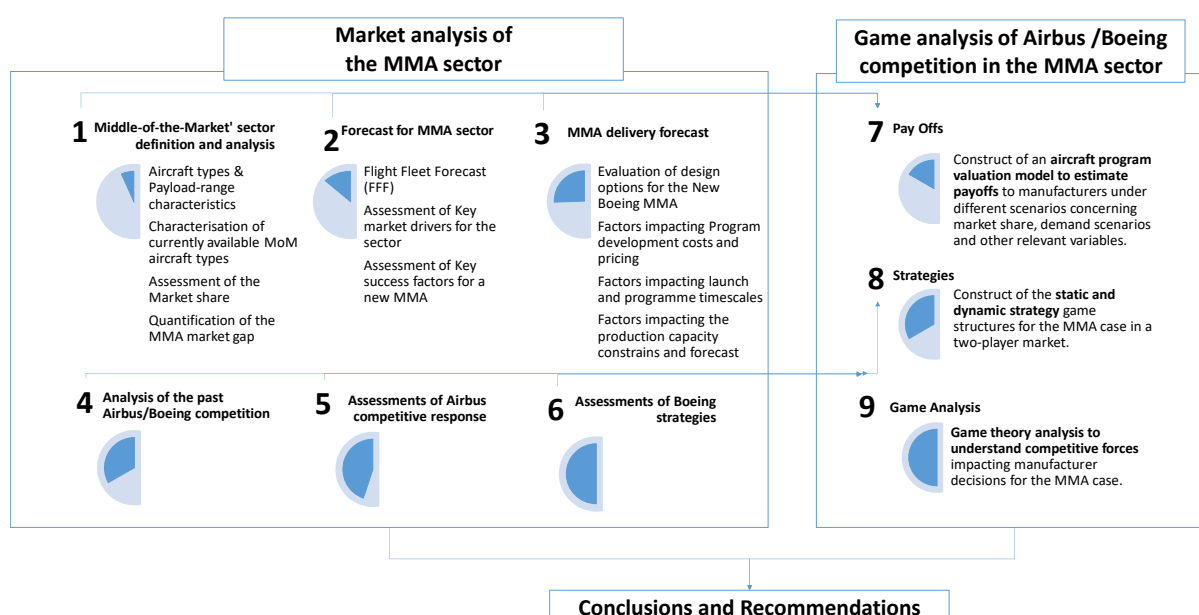 Market analysis of
the MMA sector
Game analysis of Airbus /Boeing
competition in the MMA sector
1
Middle-of-the-Market' sector
definition and analysis
Aircraft types &
Payload-range
characteristics
Characterisation of
currently available MoM
aircraft types
Assessment of the
Market share
Quantification of the
MMA market gap
2
Forecast for MMA sector
Flight Fleet Forecast
(FFF)
Assessment of Key
market drivers for the
sector
Assessment of Key
success factors for a
new MMA
3
MMA delivery forecast
Evaluation of design
options for the New
Boeing MMA
Factors impacting Program
development costs and
pricing
Factors impacting launch
and programme timescales
Factors impacting the
production capacity
constrains and forecast
4
Analysis of the past
Airbus/Boeing competition
5
Assessments of Airbus
competitive response
6
Assessments of Boeing
strategies
7
Pay Offs
Construct of an aircraft program
valuation model to estimate
payoffs to manufacturers under
different scenarios concerning
market share, demand scenarios
and other relevant variables.
8
Strategies
Construct of the static and
dynamic strategy game
structures for the MMA case in a
two-player market.
9
Game Analysis
Game theory analysis to
understand competitive forces
impacting manufacturer
decisions for the MMA case.
Conclusions and Recommendations